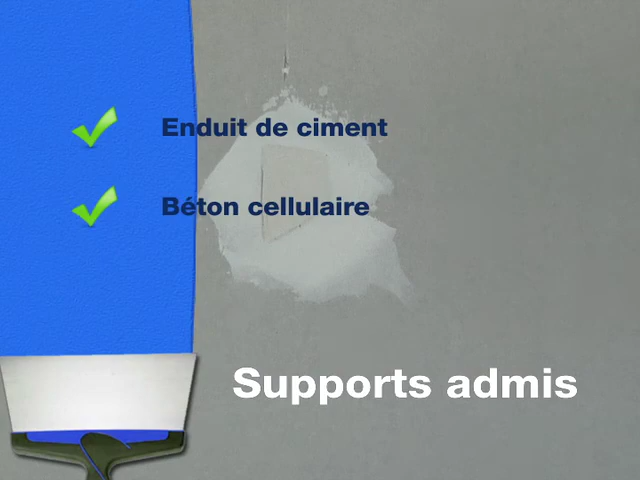 Enduit de ciment
Béton cellulaire
Supports admis